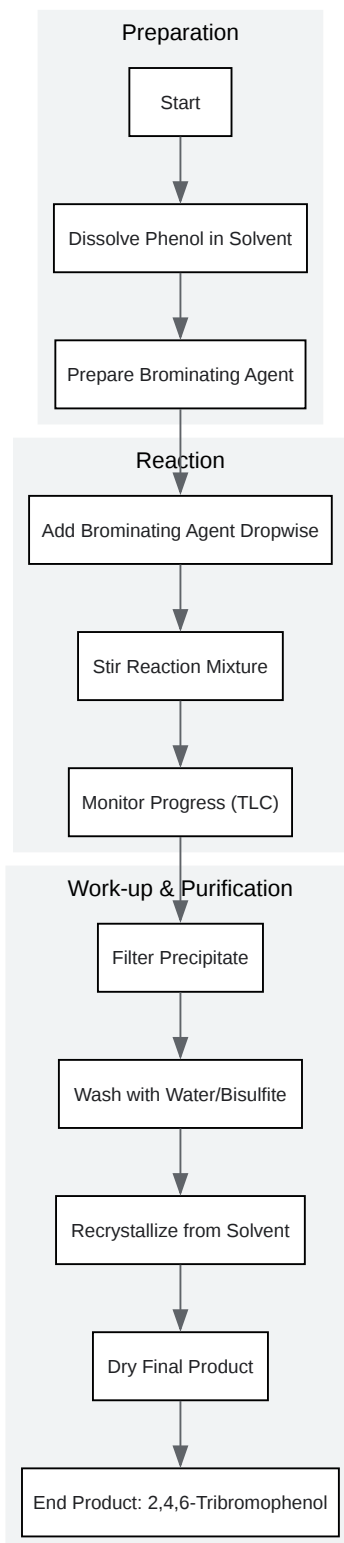 Preparation
Start
Dissolve Phenol in Solvent
Prepare Brominating Agent
Reaction
Add Brominating Agent Dropwise
Stir Reaction Mixture
Monitor Progress (TLC)
Work-up & Purification
Filter Precipitate
Wash with Water/Bisulfite
Recrystallize from Solvent
Dry Final Product
End Product: 2,4,6-Tribromophenol